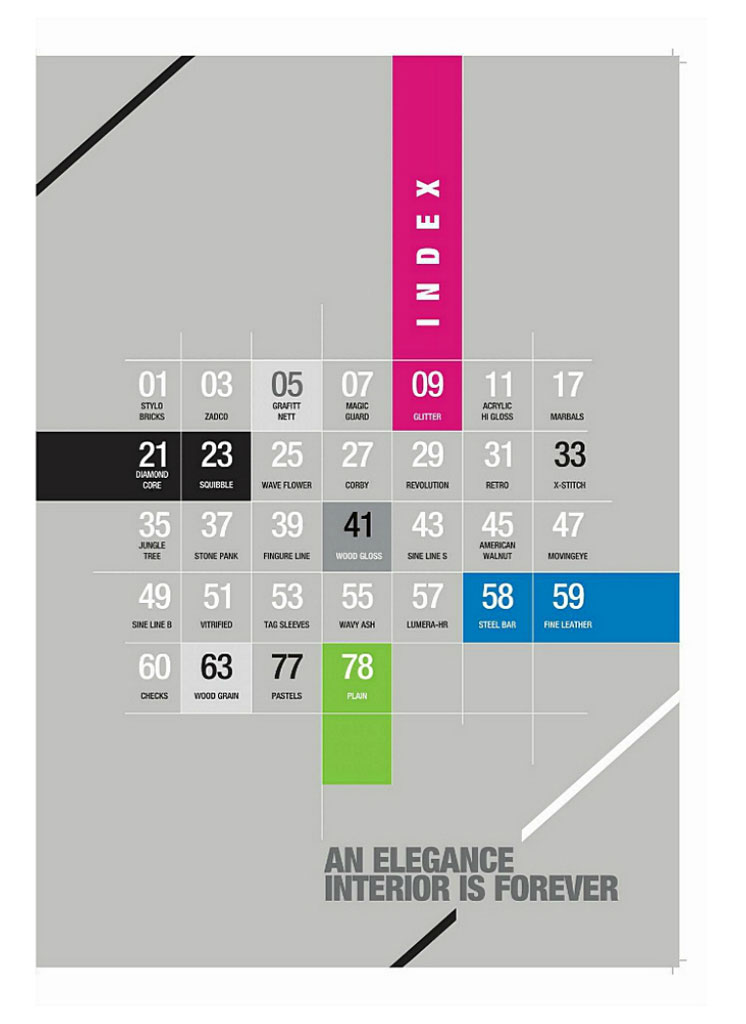 INDEX
01
STYLO
BRICKS
03
ZADCO
05
GRAFITT
NETT
07
MAGIC
GUARD
09
GLITTER
11
ACRYLIC
HI GLOSS
17
MARBALS
21
DIAMOND
CORE
23
SQUIBBLE
25
WAVE FLOWER
27
CORBY
29
REVOLUTION
31
RETRO
33
X-STITCH
35
JUNGLE
TREE
37
STONE PANK
39
FINGURE LINE
41
WOOD GLOSS
43
SINE LINE S
45
AMERICAN
WALNUT
47
MOVINGEYE
49
SINE LINE B
51
VITRIFIED
53
TAG SLEEVES
55
WAVY ASH
57
LUMERA-HR
58
STEEL BAR
59
FINE LEATHER
60
CHECKS
63
WOOD GRAIN
77
PASTELS
78
PLAIN
AN ELEGANCE
INTERIOR IS FOREVER